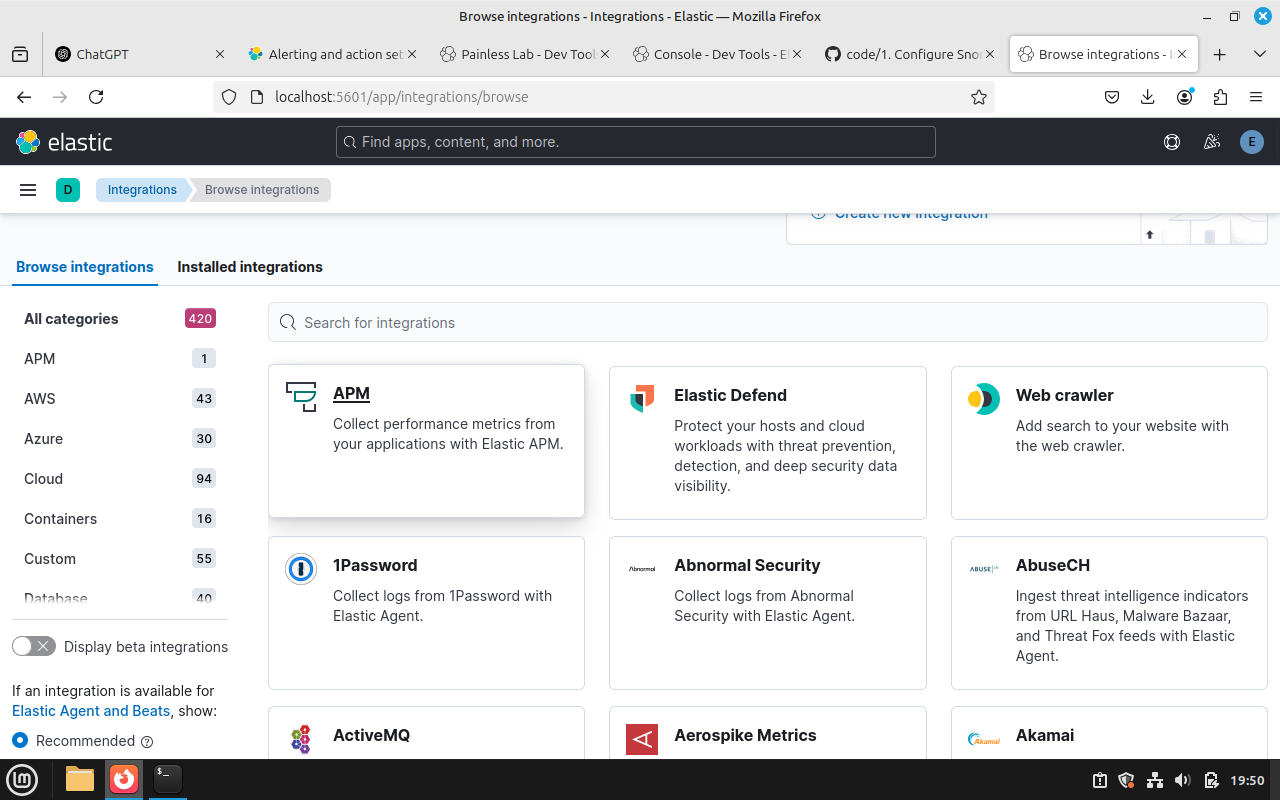 Browse integrations - Integrations - Elastic — Mozilla Firefox
ChatGPT
Alerting and action set
Painless Lab - Dev Tool
Console - Dev Tools - El
code/1. Configure Snor
Browse integrations - I
localhost:5601/app/integrations/browse
elastic
Find apps, content, and more.
E
D
Integrations
Browse integrations
Create new integration
Browse integrations
Installed integrations
All categories 420
APM 1
AWS 43
Azure 30
Cloud 94
Containers 16
Custom 55
Database 40
Display beta integrations
If an integration is available for
Elastic Agent and Beats, show:
Recommended
Search for integrations
APM
Collect performance metrics from
your applications with Elastic APM.
Elastic Defend
Protect your hosts and cloud
workloads with threat prevention,
detection, and deep security data
visibility.
Web crawler
Add search to your website with
the web crawler.
1Password
Collect logs from 1Password with
Elastic Agent.
Abnormal
Abnormal Security
Collect logs from Abnormal
Security with Elastic Agent.
ABUSE|ch
AbuseCH
Ingest threat intelligence indicators
from URL Haus, Malware Bazaar,
and Threat Fox feeds with Elastic
Agent.
ActiveMQ
Aerospike Metrics
Akamai
Akamai
19:50